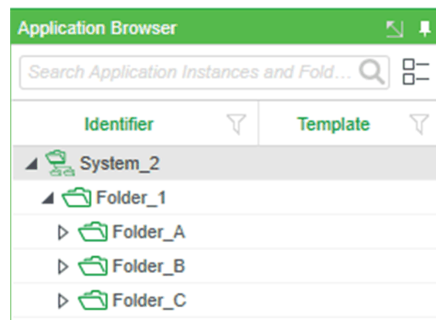 Application Browser
Search Application Instances and Fold...
Identifier Template
System_2
Folder_1
Folder_A
Folder_B
Folder_C